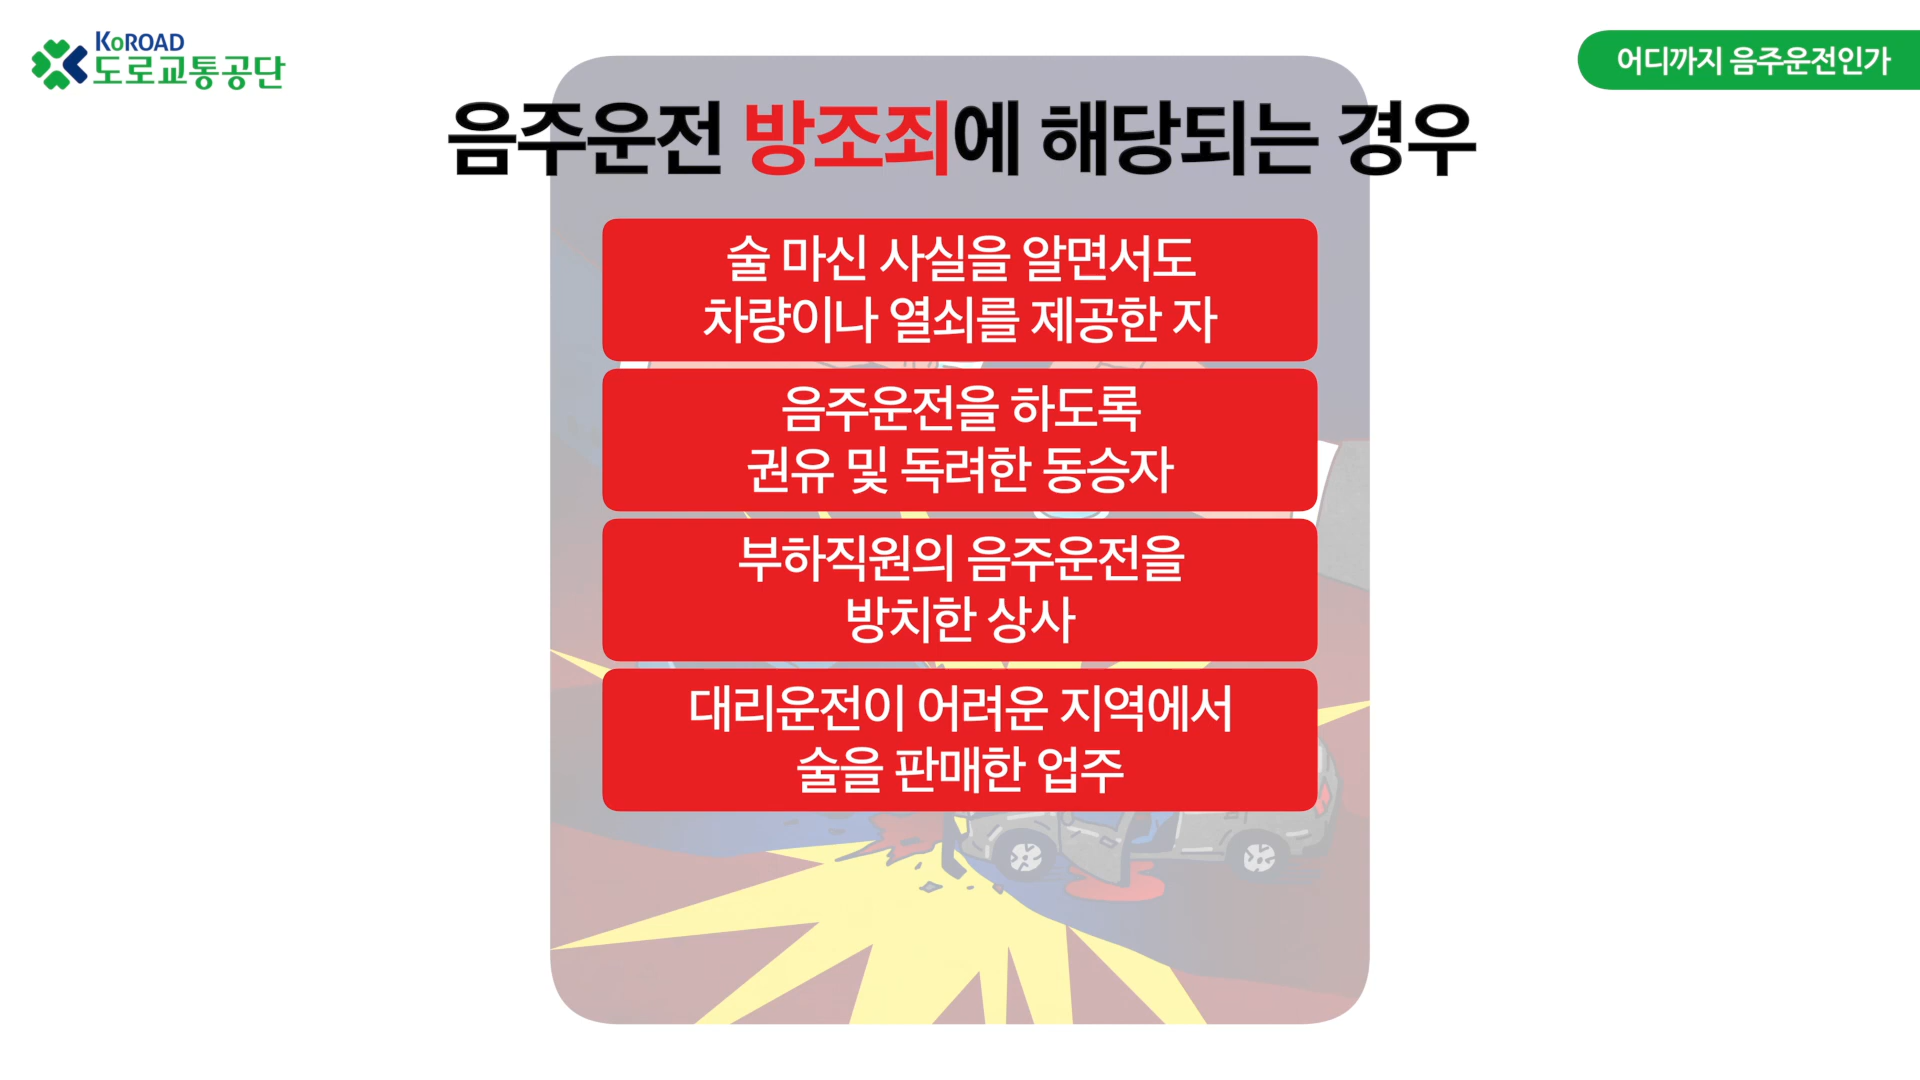 KoROAD
도로교통공단
어디까지 음주운전인가
음주운전 방조죄에 해당되는 경우
술 마신 사실을 알면서도
차량이나 열쇠를 제공한 자
음주운전을 하도록
권유 및 독려한 동승자
부하직원의 음주운전을
방치한 상사
대리운전이 어려운 지역에서
술을 판매한 업주